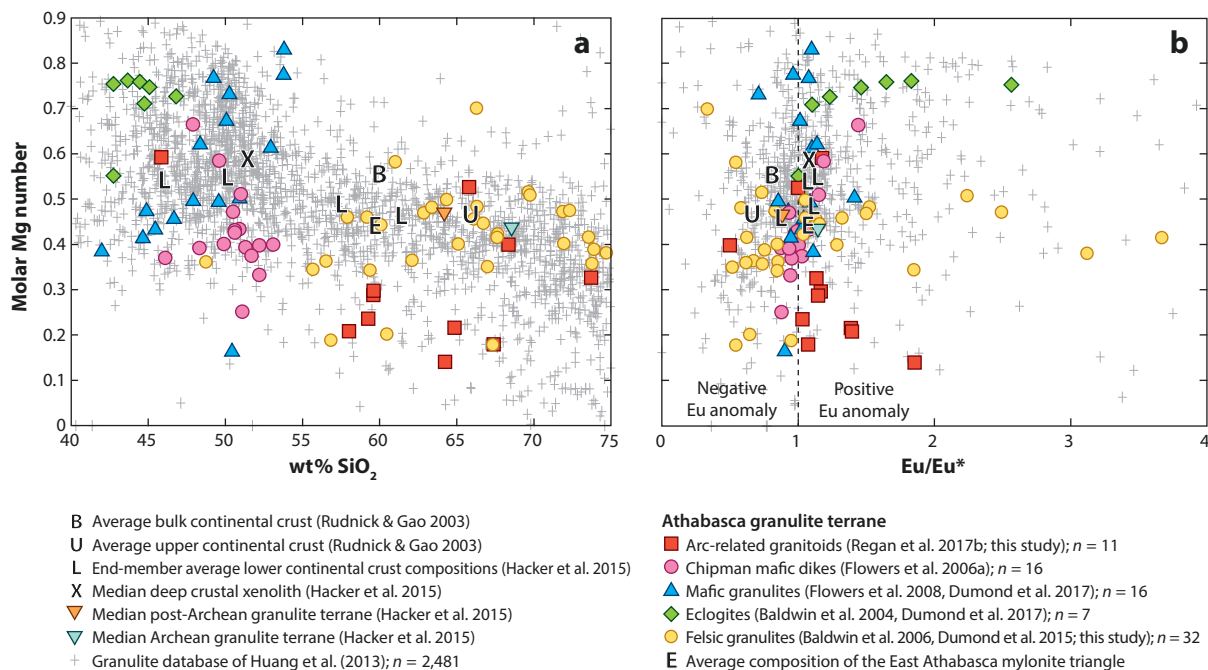 a
b
Molar Mg number
0.9
0.8
0.7
0.6
0.5
0.4
0.3
0.2
0.1
0
40
45
50
55
60
65
70
75
wt% SiO2
B
L
L
X
L
E
L
U
Negative
Eu anomaly
Positive
Eu anomaly
B
U
L
X
L
L
L
E
0
1
2
3
4
Eu/Eu*
B Average bulk continental crust (Rudnick & Gao 2003)
U Average upper continental crust (Rudnick & Gao 2003)
L End-member average lower continental crust compositions (Hacker et al. 2015)
X Median deep crustal xenolith (Hacker et al. 2015)
Median post-Archean granulite terrane (Hacker et al. 2015)
Median Archean granulite terrane (Hacker et al. 2015)
Granulite database of Huang et al. (2013); n = 2,481
Athabasca granulite terrane
Arc-related granitoids (Regan et al. 2017b; this study); n = 11
Chipman mafic dikes (Flowers et al. 2006a); n = 16
Mafic granulites (Flowers et al. 2008, Dumond et al. 2017); n = 16
Eclogites (Baldwin et al. 2004, Dumond et al. 2017); n = 7
Felsic granulites (Baldwin et al. 2006, Dumond et al. 2015; this study); n = 32
E Average composition of the East Athabasca mylonite triangle